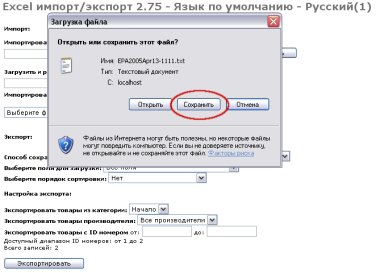 Excel импорт/экспорт 2.75 - Язык по умолчанию - Русский(1)
Импорт:
Загрузка файла
Импортирова
Открыть или сохранить этот файл?
Имя: EPA2005Apr13-1111.txt
Тип: Текстовый документ
С: localhost
Загрузить и р
Импортирова
Открыть
Сохранить
Отмена
Выберите ф
Файлы из Интернета могут быть полезны, но некоторые файлы
могут повредить компьютер. Если вы не доверяете источнику,
не открывайте и не сохраняйте этот файл. Факторы риска
Экспорт:
Способ сохра
Выберите поля для загрузки: Все поля
Выберите порядок сортировки: Нет
Настройка экспорта:
Экспортировать товары из категории: Начало
Экспортировать товары производителя: Все производители
Экспортировать товары с ID номером от: до:
Доступный диапазон ID номеров: от 1 до 2
Всего записей: 2
Экспортировать